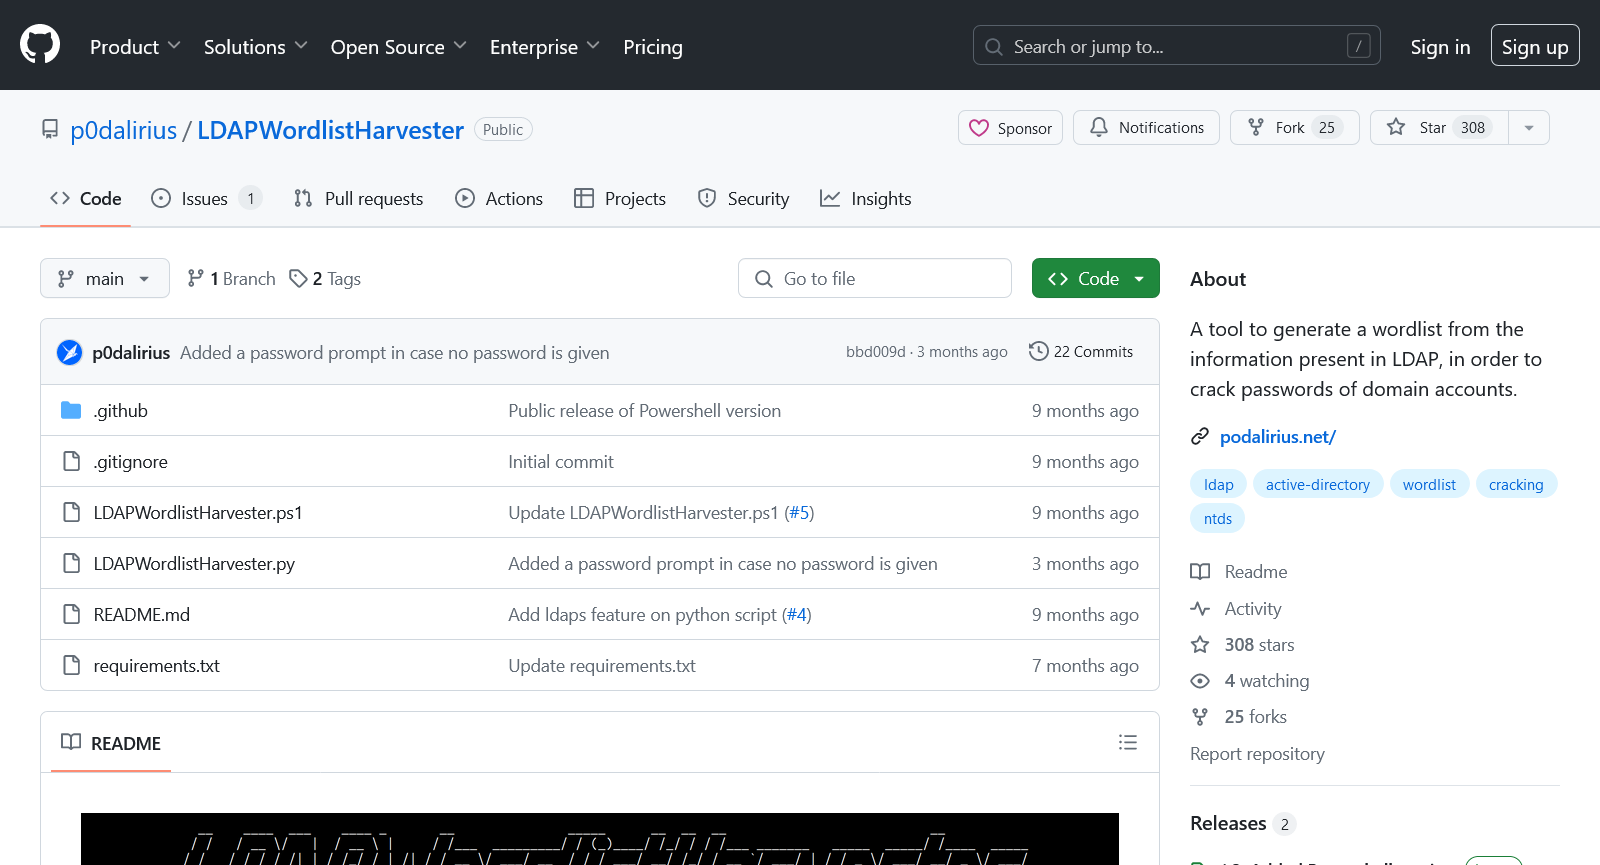 Product Solutions Open Source Enterprise Pricing Search or jump to... / Sign in Sign up
p0dalirius / LDAPWordlistHarvester Public Sponsor Notifications Fork 25 Star 308
Code Issues 1 Pull requests Actions Projects Security Insights
main 1 Branch 2 Tags Go to file Code
p0dalirius Added a password prompt in case no password is given bbd009d · 3 months ago 22 Commits
.github Public release of Powershell version 9 months ago
.gitignore Initial commit 9 months ago
LDAPWordlistHarvester.ps1 Update LDAPWordlistHarvester.ps1 (#5) 9 months ago
LDAPWordlistHarvester.py Added a password prompt in case no password is given 3 months ago
README.md Add ldaps feature on python script (#4) 9 months ago
requirements.txt Update requirements.txt 7 months ago
README
About
A tool to generate a wordlist from the
information present in LDAP, in order to
crack passwords of domain accounts.
podalirius.net/
ldap active-directory wordlist cracking
ntds
Readme
Activity
308 stars
4 watching
25 forks
Report repository
Releases 2